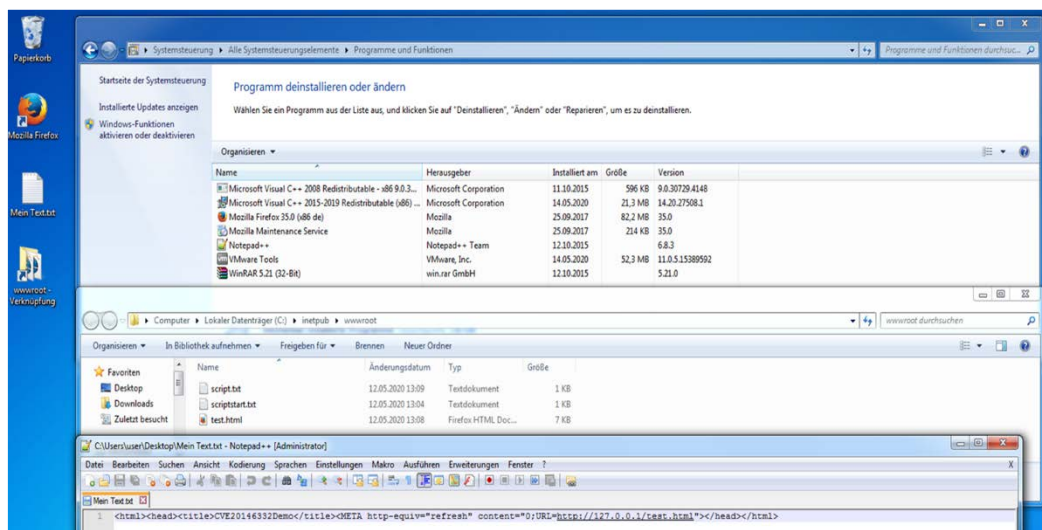 Papierkorb
Mozilla Firefox
Mein Text.txt
wwwroot - Verknüpfung
Systemsteuerung ▸ Alle Systemsteuerungselemente ▸ Programme und Funktionen
Programme und Funktionen durchsuc...
Startseite der Systemsteuerung
Installierte Updates anzeigen
Windows-Funktionen
aktivieren oder deaktivieren
Programm deinstallieren oder ändern
Wählen Sie ein Programm aus der Liste aus, und klicken Sie auf "Deinstallieren", "Ändern" oder "Reparieren", um es zu deinstallieren.
Organisieren
Name Herausgeber Installiert am Größe Version
Microsoft Visual C++ 2008 Redistributable - x86 9.0.3... Microsoft Corporation 11.10.2015 596 KB 9.0.30729.4148
Microsoft Visual C++ 2015-2019 Redistributable (x86) ... Microsoft Corporation 14.05.2020 21,3 MB 14.20.27508.1
Mozilla Firefox 35.0 (x86 de) Mozilla 25.09.2017 82,2 MB 35.0
Mozilla Maintenance Service Mozilla 25.09.2017 214 KB 35.0
Notepad++ Notepad++ Team 12.10.2015 6.8.3
VMware Tools VMware, Inc. 14.05.2020 52,3 MB 11.0.5.15389592
WinRAR 5.21 (32-Bit) win.rar GmbH 12.10.2015 5.21.0
Computer ▸ Lokaler Datenträger (C:) ▸ inetpub ▸ wwwroot
wwwroot durchsuchen
Organisieren In Bibliothek aufnehmen Freigeben für Brennen Neuer Ordner
Favoriten
Desktop
Downloads
Zuletzt besucht
Name Änderungsdatum Typ Größe
script.txt 12.05.2020 13:09 Textdokument 1 KB
scriptstart.txt 12.05.2020 13:04 Textdokument 1 KB
test.html 12.05.2020 13:08 Firefox HTML Doc... 7 KB
C:\Users\user\Desktop\Mein Text.txt - Notepad++ [Administrator]
Datei Bearbeiten Suchen Ansicht Kodierung Sprachen Einstellungen Makro Ausführen Erweiterungen Fenster ? X
Mein Text.txt
1 <html><head><title>CVE20146332Demo</title><META http-equiv="refresh" content="0;URL=http://127.0.0.1/test.html"></head></html>